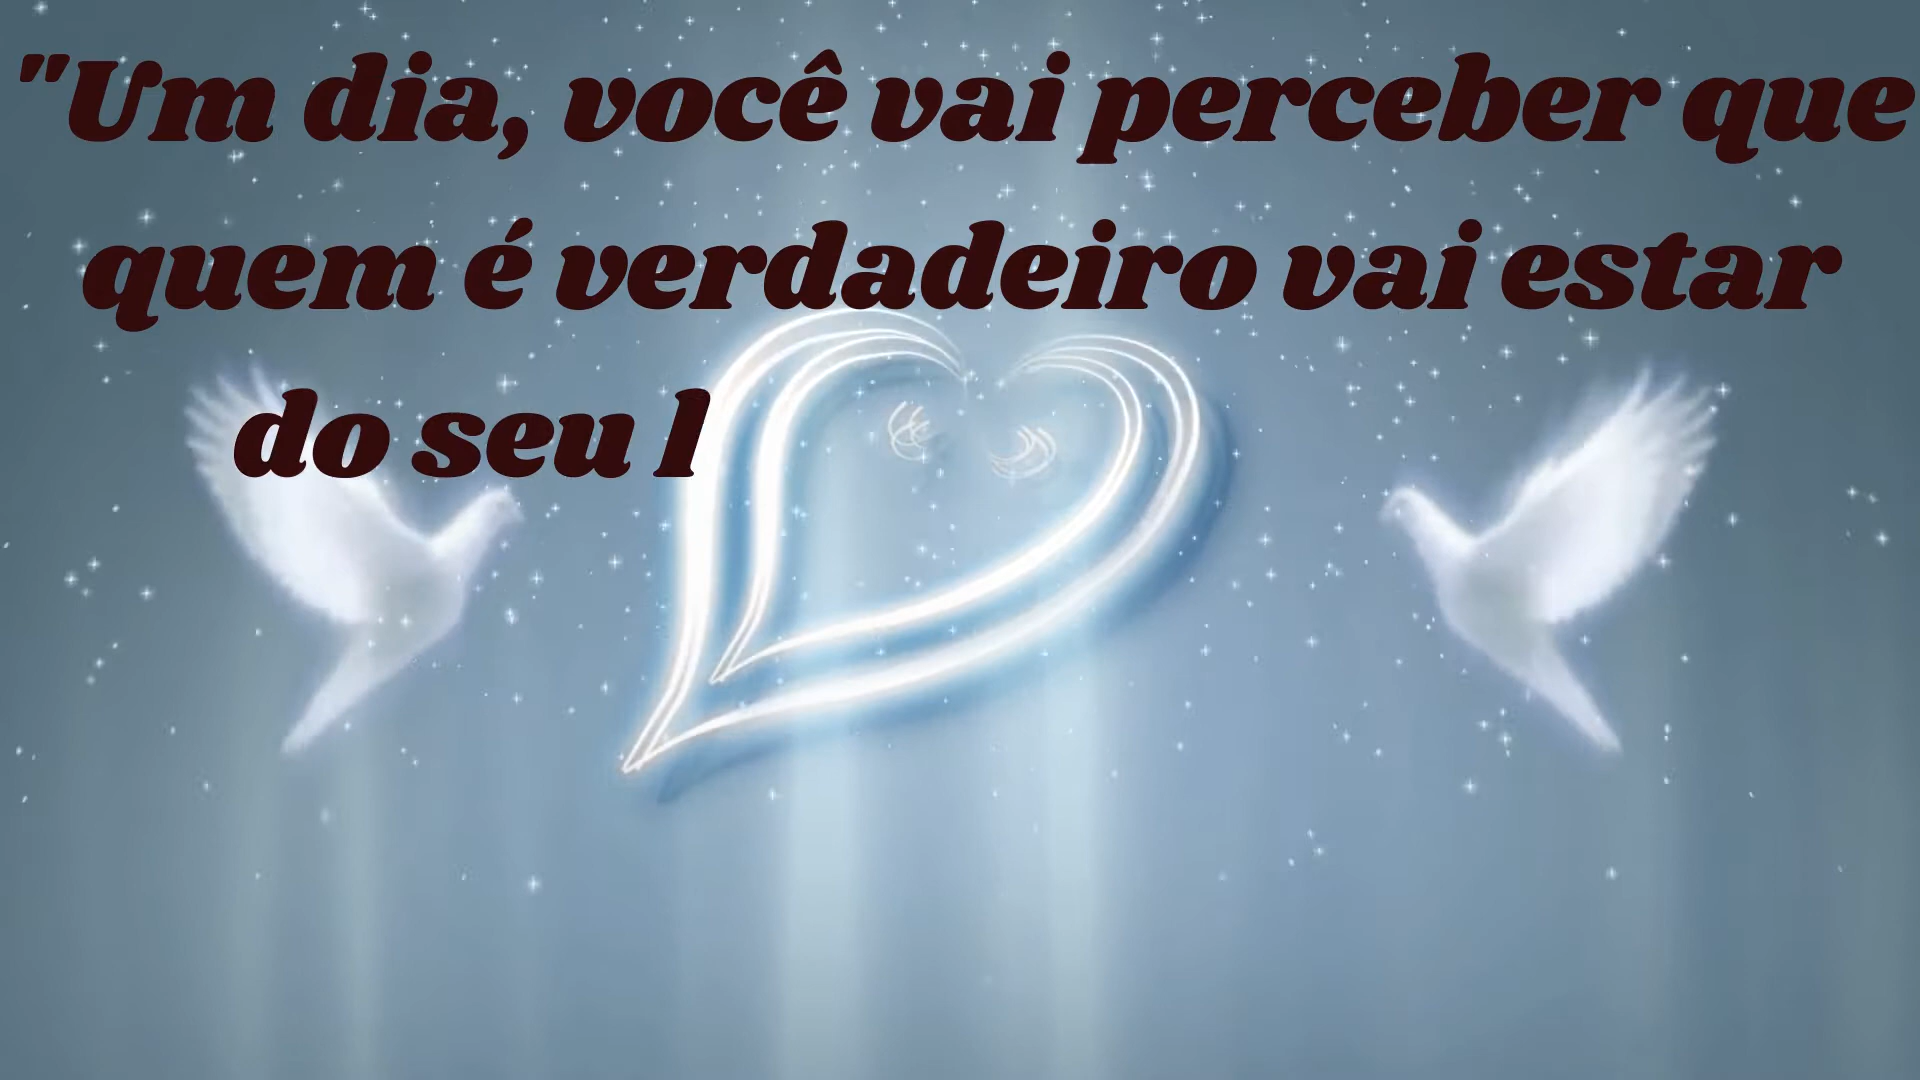 "Um dia, você vai perceber que
quem é verdadeiro vai estar
do seu l